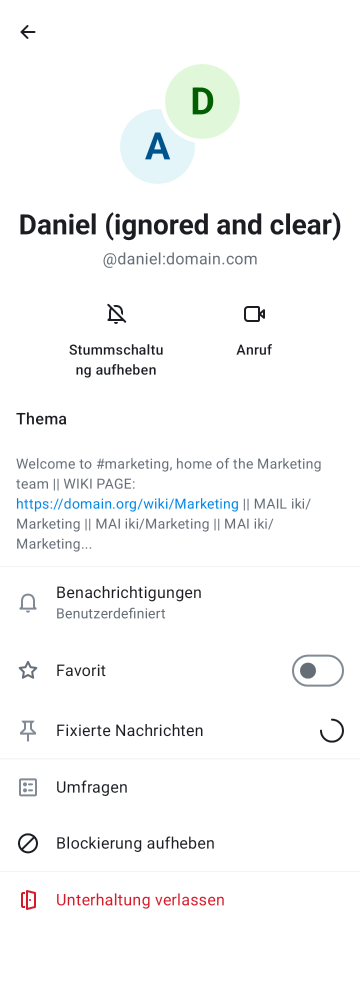 D
A
Daniel (ignored and clear)
@daniel:domain.com
Stummschaltu
ng aufheben
Anruf
Thema
Welcome to #marketing, home of the Marketing
team || WIKI PAGE:
https://domain.org/wiki/Marketing || MAIL iki/
Marketing || MAI iki/Marketing || MAI iki/
Marketing...
Benachrichtigungen
Benutzerdefiniert
Favorit
Fixierte Nachrichten
Umfragen
Blockierung aufheben
Unterhaltung verlassen